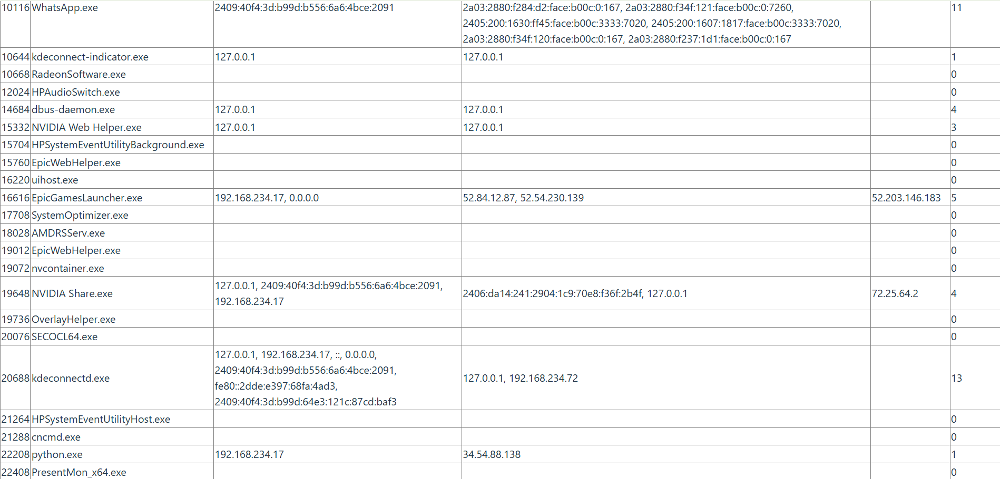 10116 WhatsApp.exe 2409:40f4:3d:b99d:b556:6a6:4bce:2091 2a03:2880:f284:d2:face:b00c:0:167, 2a03:2880:f34f:121:face:b00c:0:7260, 11
2405:200:1630:ff45:face:b00c:3333:7020, 2405:200:1607:1817:face:b00c:3333:7020,
2a03:2880:f34f:120:face:b00c:0:167, 2a03:2880:f237:1d1:face:b00c:0:167
10644 kdeconnect-indicator.exe 127.0.0.1 127.0.0.1 1
10668 RadeonSoftware.exe 0
12024 HPAudioSwitch.exe 0
14684 dbus-daemon.exe 127.0.0.1 127.0.0.1 4
15332 NVIDIA Web Helper.exe 127.0.0.1 127.0.0.1 3
15704 HPSystemEventUtilityBackground.exe 0
15760 EpicWebHelper.exe 0
16220 uihost.exe 0
16616 EpicGamesLauncher.exe 192.168.234.17, 0.0.0.0 52.84.12.87, 52.54.230.139 52.203.146.183 5
17708 SystemOptimizer.exe 0
18028 AMDRSServ.exe 0
19012 EpicWebHelper.exe 0
19072 nvcontainer.exe 0
19648 NVIDIA Share.exe 127.0.0.1, 2409:40f4:3d:b99d:b556:6a6:4bce:2091, 2406:da14:241:2904:1c9:70e8:f36f:2b4f, 127.0.0.1 72.25.64.2 4
192.168.234.17
19736 OverlayHelper.exe 0
20076 SECOCL64.exe 0
20688 kdeconnectd.exe 127.0.0.1, 192.168.234.17, ::, 0.0.0.0, 127.0.0.1, 192.168.234.72 13
2409:40f4:3d:b99d:b556:6a6:4bce:2091,
fe80::2dde:e397:68fa:4ad3,
2409:40f4:3d:b99d:64e3:121c:87cd:baf3
21264 HPSystemEventUtilityHost.exe 0
21288 cncmd.exe 0
22208 python.exe 192.168.234.17 34.54.88.138 1
22408 PresentMon_x64.exe 0